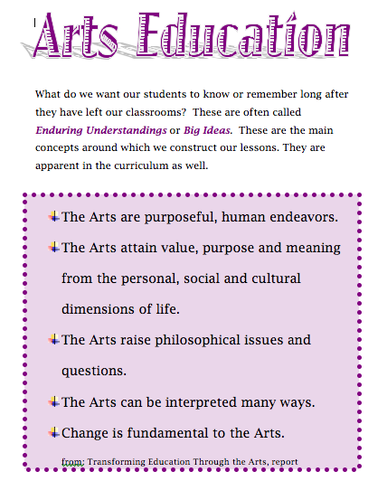 Arts Education
What do we want our students to know or remember long after
they have left our classrooms? These are often called
Enduring Understandings or Big Ideas. These are the main
concepts around which we construct our lessons. They are
apparent in the curriculum as well.
The Arts are purposeful, human endeavors.
The Arts attain value, purpose and meaning
from the personal, social and cultural
dimensions of life.
The Arts raise philosophical issues and
questions.
The Arts can be interpreted many ways.
Change is fundamental to the Arts.
from: Transforming Education Through the Arts, report